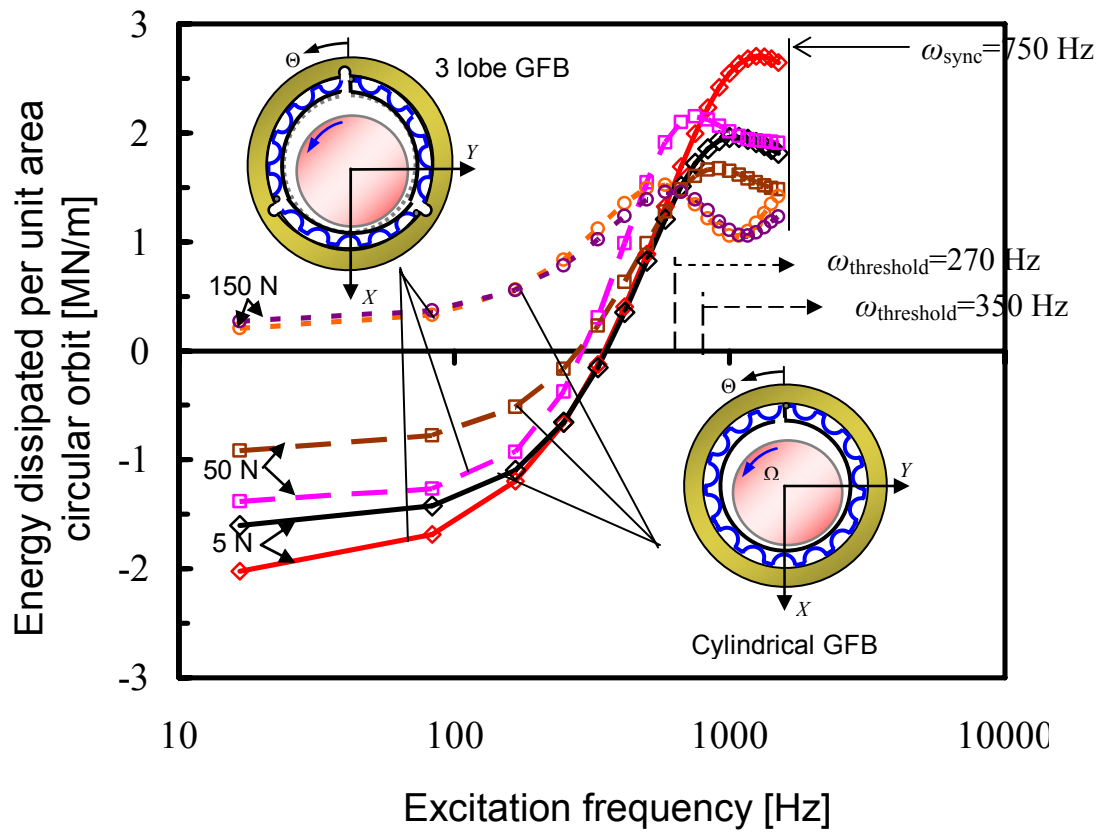 Energy dissipated per unit area
circular orbit [MN/m]
3
2
1
0
-1
-2
-3
Θ
3 lobe GFB
Y
X
ωsync=750 Hz
150 N
50 N
5 N
ωthreshold=270 Hz
ωthreshold=350 Hz
Θ
Ω
Y
X
Cylindrical GFB
10
100
1000
10000
Excitation frequency [Hz]